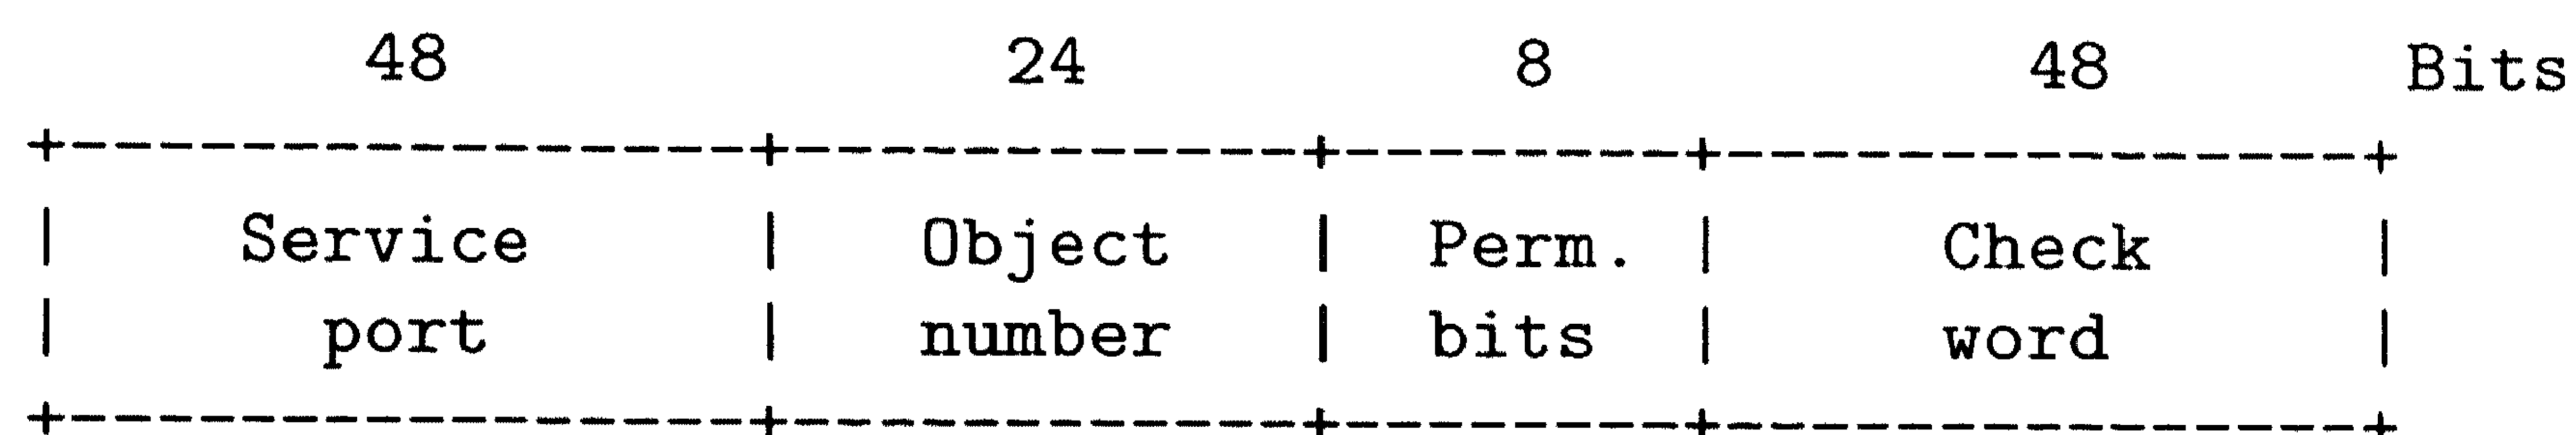 48 24 8 48 Bits
+-----------------+------------+--------+---------------+
| Service | Object | Perm. | Check |
| port | number | bits | word |
+-----------------+------------+--------+---------------+